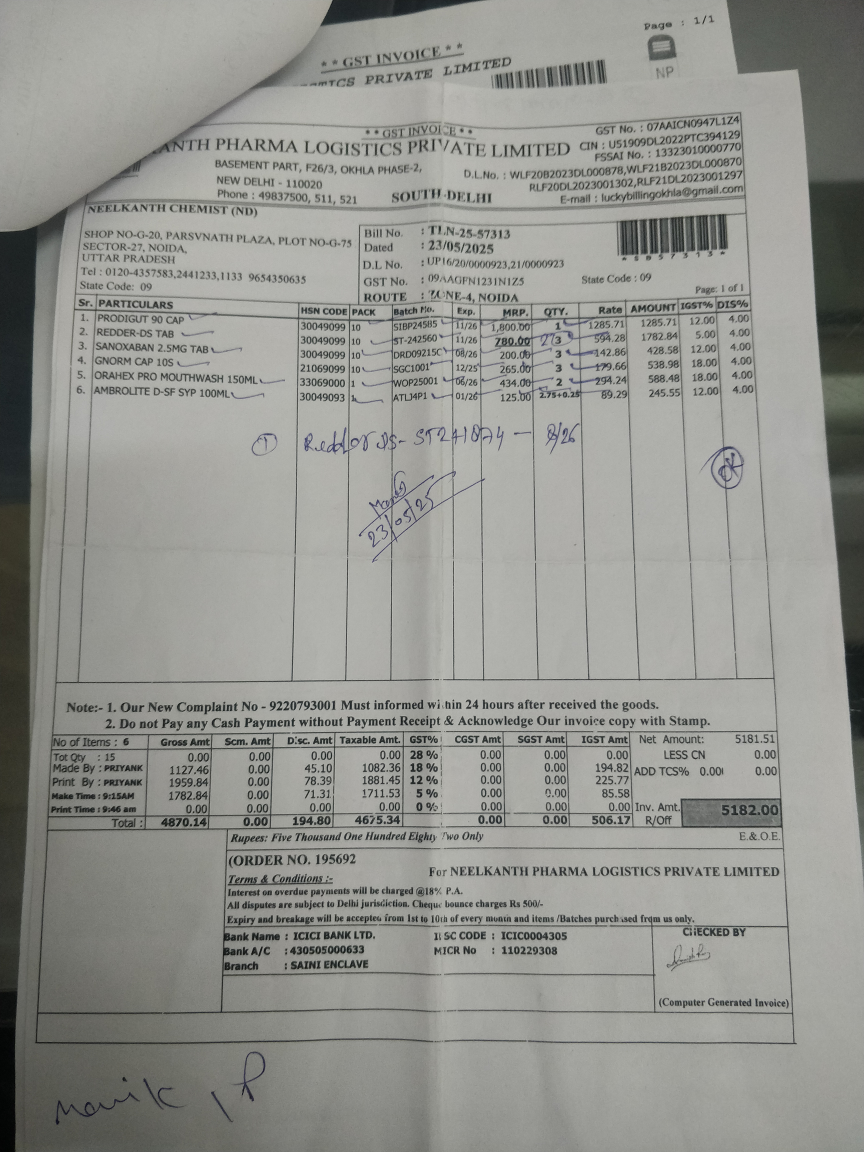 Page : 1/1
* * GST INVOICE * *
PRIVATE LIMITED
NP
* * GST INVOICE * *
GST No. : 07AAICN0947L1Z4
KANTH PHARMA LOGISTICS PRIVATE LIMITED
CIN : U51909DL2022PTC394129
FSSAI No. : 13323010000770
BASEMENT PART, F26/3, OKHLA PHASE-2,
NEW DELHI - 110020
Phone : 49837500, 511, 521
SOUTH-DELHI
D.L.No. : WLF20B2023DL000878,WLF21B2023DL000870
RLF20DL2023001302,RLF21DL2023001297
E-mail : luckybillingokhla@gmail.com
NEELKANTH CHEMIST (ND)
SHOP NO-G-20, PARSVNATH PLAZA, PLOT NO-G-75
SECTOR-27, NOIDA,
UTTAR PRADESH
Tel : 0120-4357583,2441233,1133 9654350635
State Code: 09
Bill No. : TLN-25-57313
Dated : 23/05/2025
D.L No. : UP16/20/0000923,21/0000923
GST No. : 09AAGFN1231N1Z5
State Code : 09
ROUTE : ZONE-4, NOIDA
Page: 1 of 1
Sr. PARTICULARS HSN CODE PACK Batch No. Exp. MRP. QTY. Rate AMOUNT IGST% DIS%
1. PRODIGUT 90 CAP 30049099 10 SIBP24585 11/26 1,800.00 1 1285.71 1285.71 12.00 4.00
2. REDDER-DS TAB 30049099 10 ST-242560 11/26 780.00 3 594.28 1782.84 5.00 4.00
3. SANOXABAN 2.5MG TAB 30049099 10 DRD09215C 08/26 200.00 3 142.86 428.58 12.00 4.00
4. GNORM CAP 10S 21069099 10 SGC1001 12/25 265.00 3 179.66 538.98 18.00 4.00
5. ORAHEX PRO MOUTHWASH 150ML 33069000 1 WOP25001 06/26 434.00 2 294.24 588.48 18.00 4.00
6. AMBROLITE D-SF SYP 100ML 30049093 1 ATLJ4P1 01/26 125.00 2.75+0.25 89.29 245.55 12.00 4.00
① Redder DS - ST241074 - 8/26
OK
23/05/25
Note:- 1. Our New Complaint No - 9220793001 Must informed within 24 hours after received the goods.
2. Do not Pay any Cash Payment without Payment Receipt & Acknowledge Our invoice copy with Stamp.
No of Items : 6 Gross Amt Scm. Amt Disc. Amt Taxable Amt. GST% CGST Amt SGST Amt IGST Amt Net Amount: 5181.51
Tot Qty : 15 0.00 0.00 0.00 0.00 28 % 0.00 0.00 0.00 LESS CN 0.00
Made By : PRIYANK 1127.46 0.00 45.10 1082.36 18 % 0.00 0.00 194.82 ADD TCS% 0.00 0.00
Print By : PRIYANK 1959.84 0.00 78.39 1881.45 12 % 0.00 0.00 225.77
Make Time : 9:15AM 1782.84 0.00 71.31 1711.53 5 % 0.00 0.00 85.58
Print Time : 9:46 am 0.00 0.00 0.00 0.00 0 % 0.00 0.00 0.00 Inv. Amt. 5182.00
Total : 4870.14 0.00 194.80 4675.34 0.00 0.00 506.17 R/Off
Rupees: Five Thousand One Hundred Eighty Two Only E.&.O.E.
(ORDER NO. 195692
Terms & Conditions :- For NEELKANTH PHARMA LOGISTICS PRIVATE LIMITED
Interest on overdue payments will be charged @18% P.A.
All disputes are subject to Delhi jurisdiction. Cheque bounce charges Rs 500/-
Expiry and breakage will be accepted from 1st to 10th of every month and items /Batches purchased from us only.
Bank Name : ICICI BANK LTD. IFSC CODE : ICIC0004305 CHECKED BY
Bank A/C : 430505000633 MICR No : 110229308
Branch : SAINI ENCLAVE
(Computer Generated Invoice)